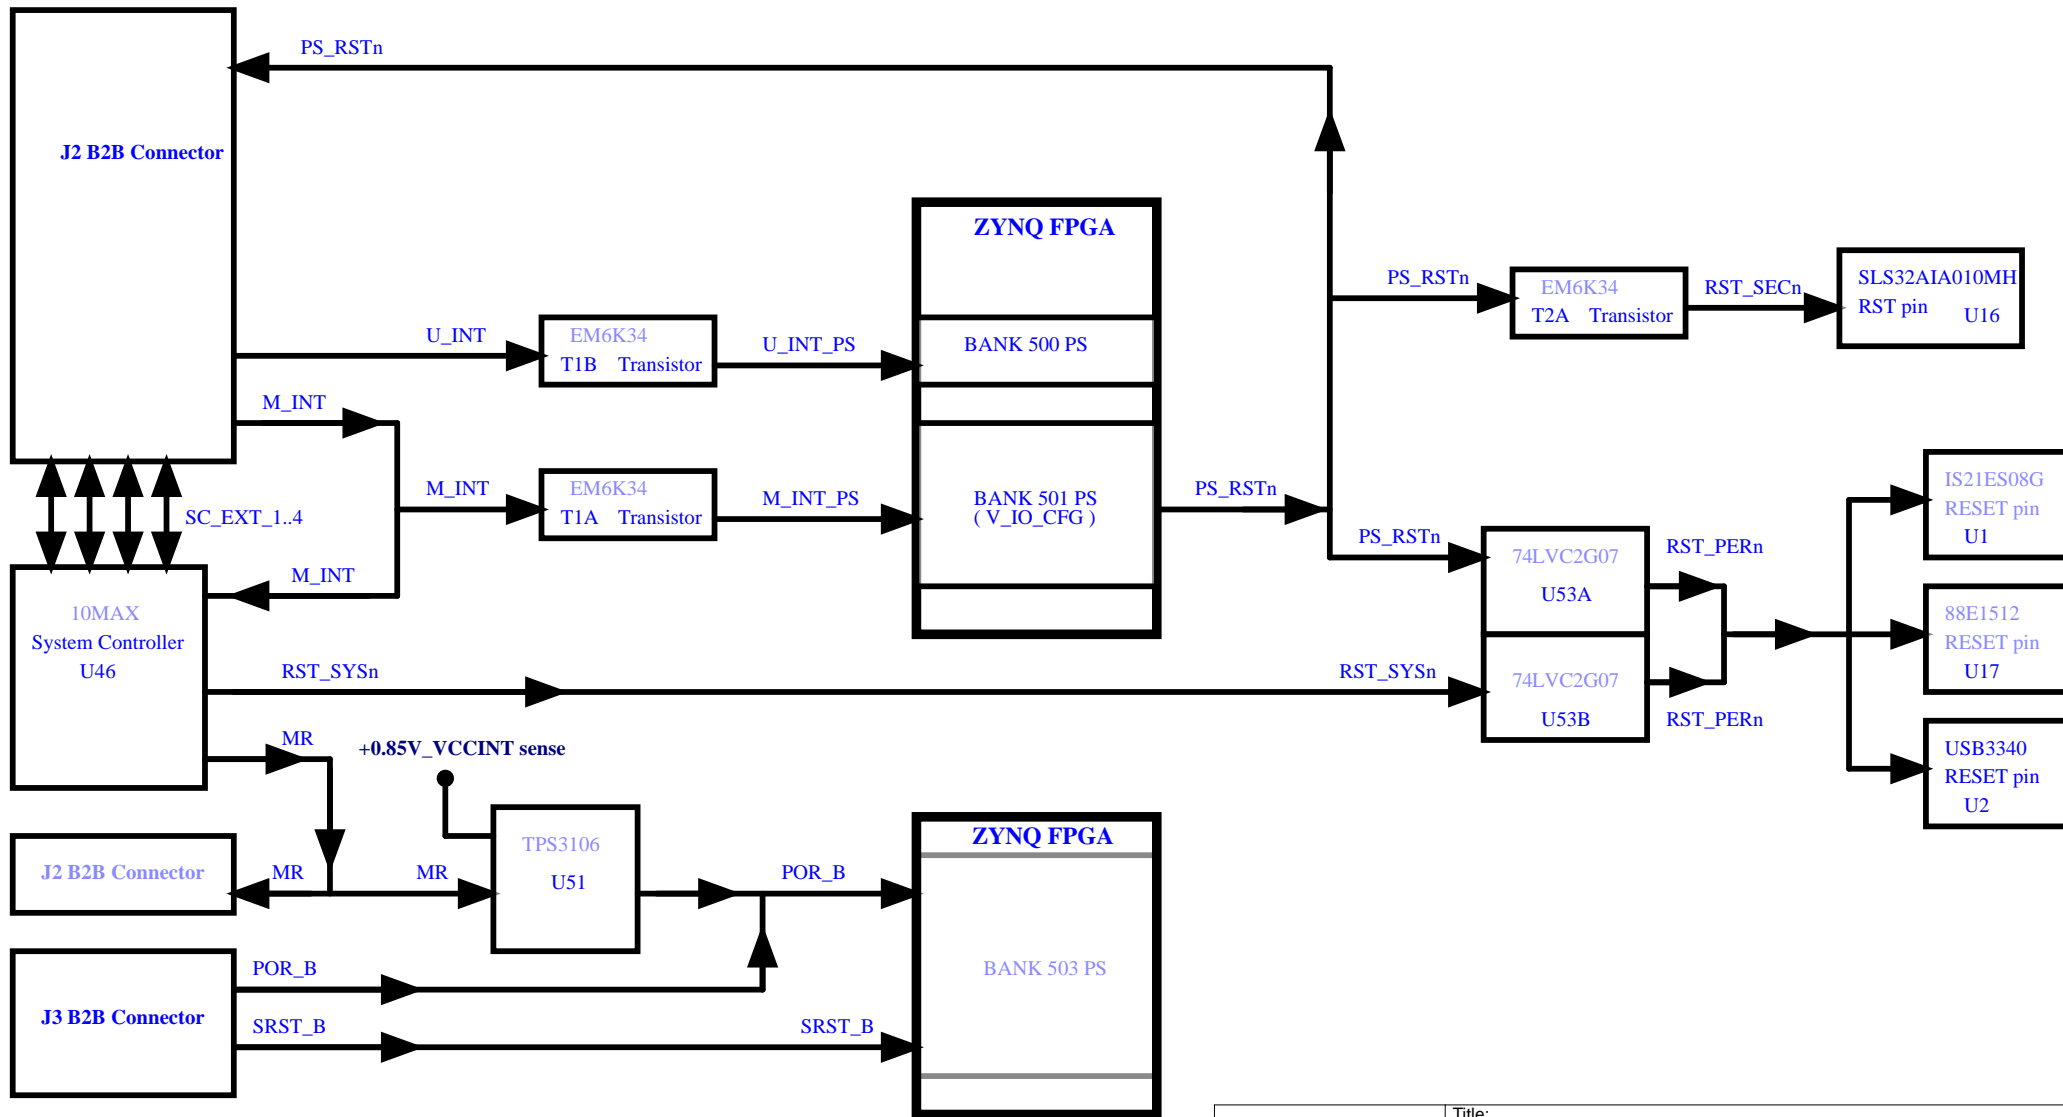 PS_RSTn
J2 B2B Connector
ZYNQ FPGA
PS_RSTn
EM6K34
T2A Transistor
RST_SECn
SLS32AIA010MH
RST pin
U16
U_INT
EM6K34
T1B Transistor
U_INT_PS
BANK 500 PS
M_INT
M_INT
EM6K34
T1A Transistor
M_INT_PS
BANK 501 PS
( V_IO_CFG )
PS_RSTn
SC_EXT_1..4
IS21ES08G
RESET pin
U1
PS_RSTn
74LVC2G07
U53A
RST_PERn
M_INT
10MAX
System Controller
U46
88E1512
RESET pin
U17
RST_SYSn
RST_SYSn
74LVC2G07
U53B
RST_PERn
MR
+0.85V_VCCINT sense
USB3340
RESET pin
U2
J2 B2B Connector
MR
MR
TPS3106
U51
POR_B
ZYNQ FPGA
BANK 503 PS
J3 B2B Connector
POR_B
SRST_B
SRST_B
Title: